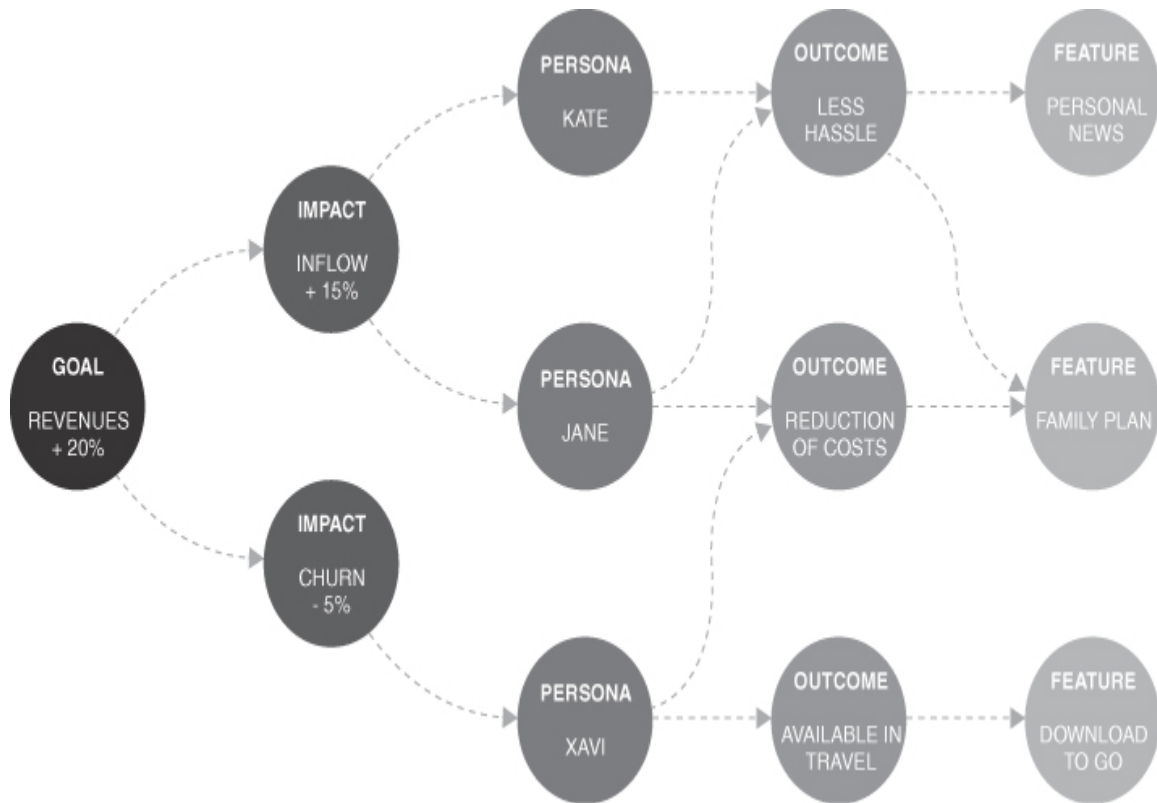 GOAL
REVENUES
+ 20%
IMPACT
INFLOW
+ 15%
IMPACT
CHURN
- 5%
PERSONA
KATE
PERSONA
JANE
PERSONA
XAVI
OUTCOME
LESS
HASSLE
OUTCOME
REDUCTION
OF COSTS
OUTCOME
AVAILABLE IN
TRAVEL
FEATURE
PERSONAL
NEWS
FEATURE
FAMILY PLAN
FEATURE
DOWNLOAD
TO GO